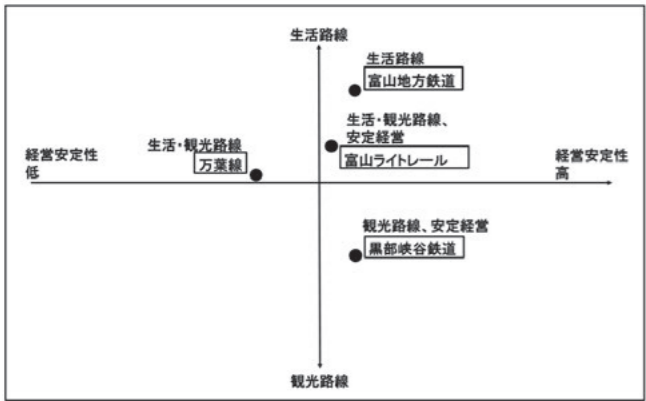 生活路線
生活路線
富山地方鉄道
生活・観光路線、
安定経営
富山ライトレール
生活・観光路線
万葉線
経営安定性
低
経営安定性
高
観光路線、安定経営
黒部峡谷鉄道
観光路線